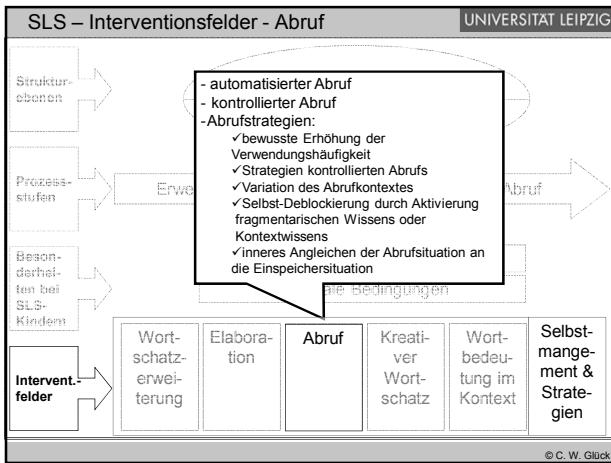 SLS – Interventionsfelder - Abruf
UNIVERSITÄT LEIPZIG
Struktur-
ebenen
- automatisierter Abruf
- kontrollierter Abruf
-Abrufstrategien:
✓bewusste Erhöhung der
Verwendungshäufigkeit
✓Strategien kontrollierten Abrufs
✓Variation des Abrufkontextes
✓Selbst-Deblockierung durch Aktivierung
fragmentarischen Wissens oder
Kontextwissens
✓inneres Angleichen der Abrufsituation an
die Einspeichersituation
Prozess-
stufen
Erwe
Abruf
Beson-
derhei-
ten bei
SLS-
Kindern
ale Bedingungen
Intervent.-
felder
Wort-
schatz-
erwei-
terung
Elabora-
tion
Abruf
Kreati-
ver
Wort-
schatz
Wort-
bedeu-
tung im
Kontext
Selbst-
mange-
ment &
Strate-
gien
© C. W. Glück